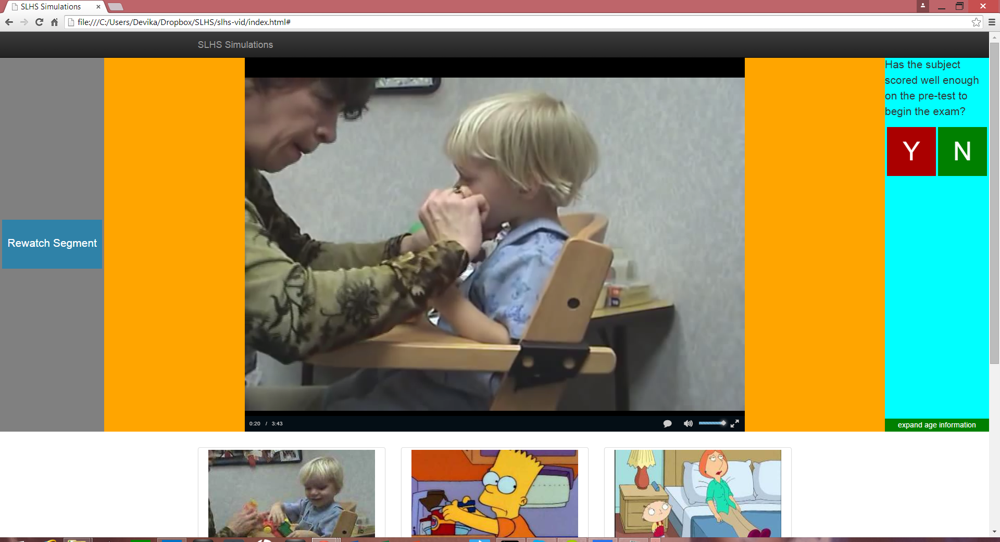 SLHS Simulations
file:///C:/Users/Devika/Dropbox/SLHS/slhs-vid/index.html#
SLHS Simulations
Has the subject
scored well enough
on the pre-test to
begin the exam?
Y N
Rewatch Segment
0:20 / 3:43
expand age information